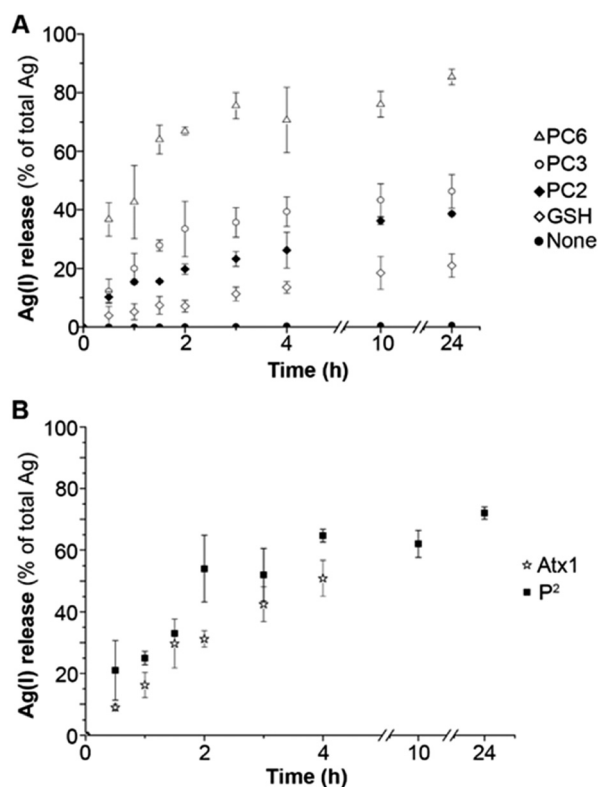 A
Ag(I) release (% of total Ag)
100
80
60
40
20
0
0 2 4 10 24
Time (h)
PC6
PC3
PC2
GSH
None
B
Ag(I) release (% of total Ag)
100
80
60
40
20
0
0 2 4 10 24
Time (h)
Atx1
P²